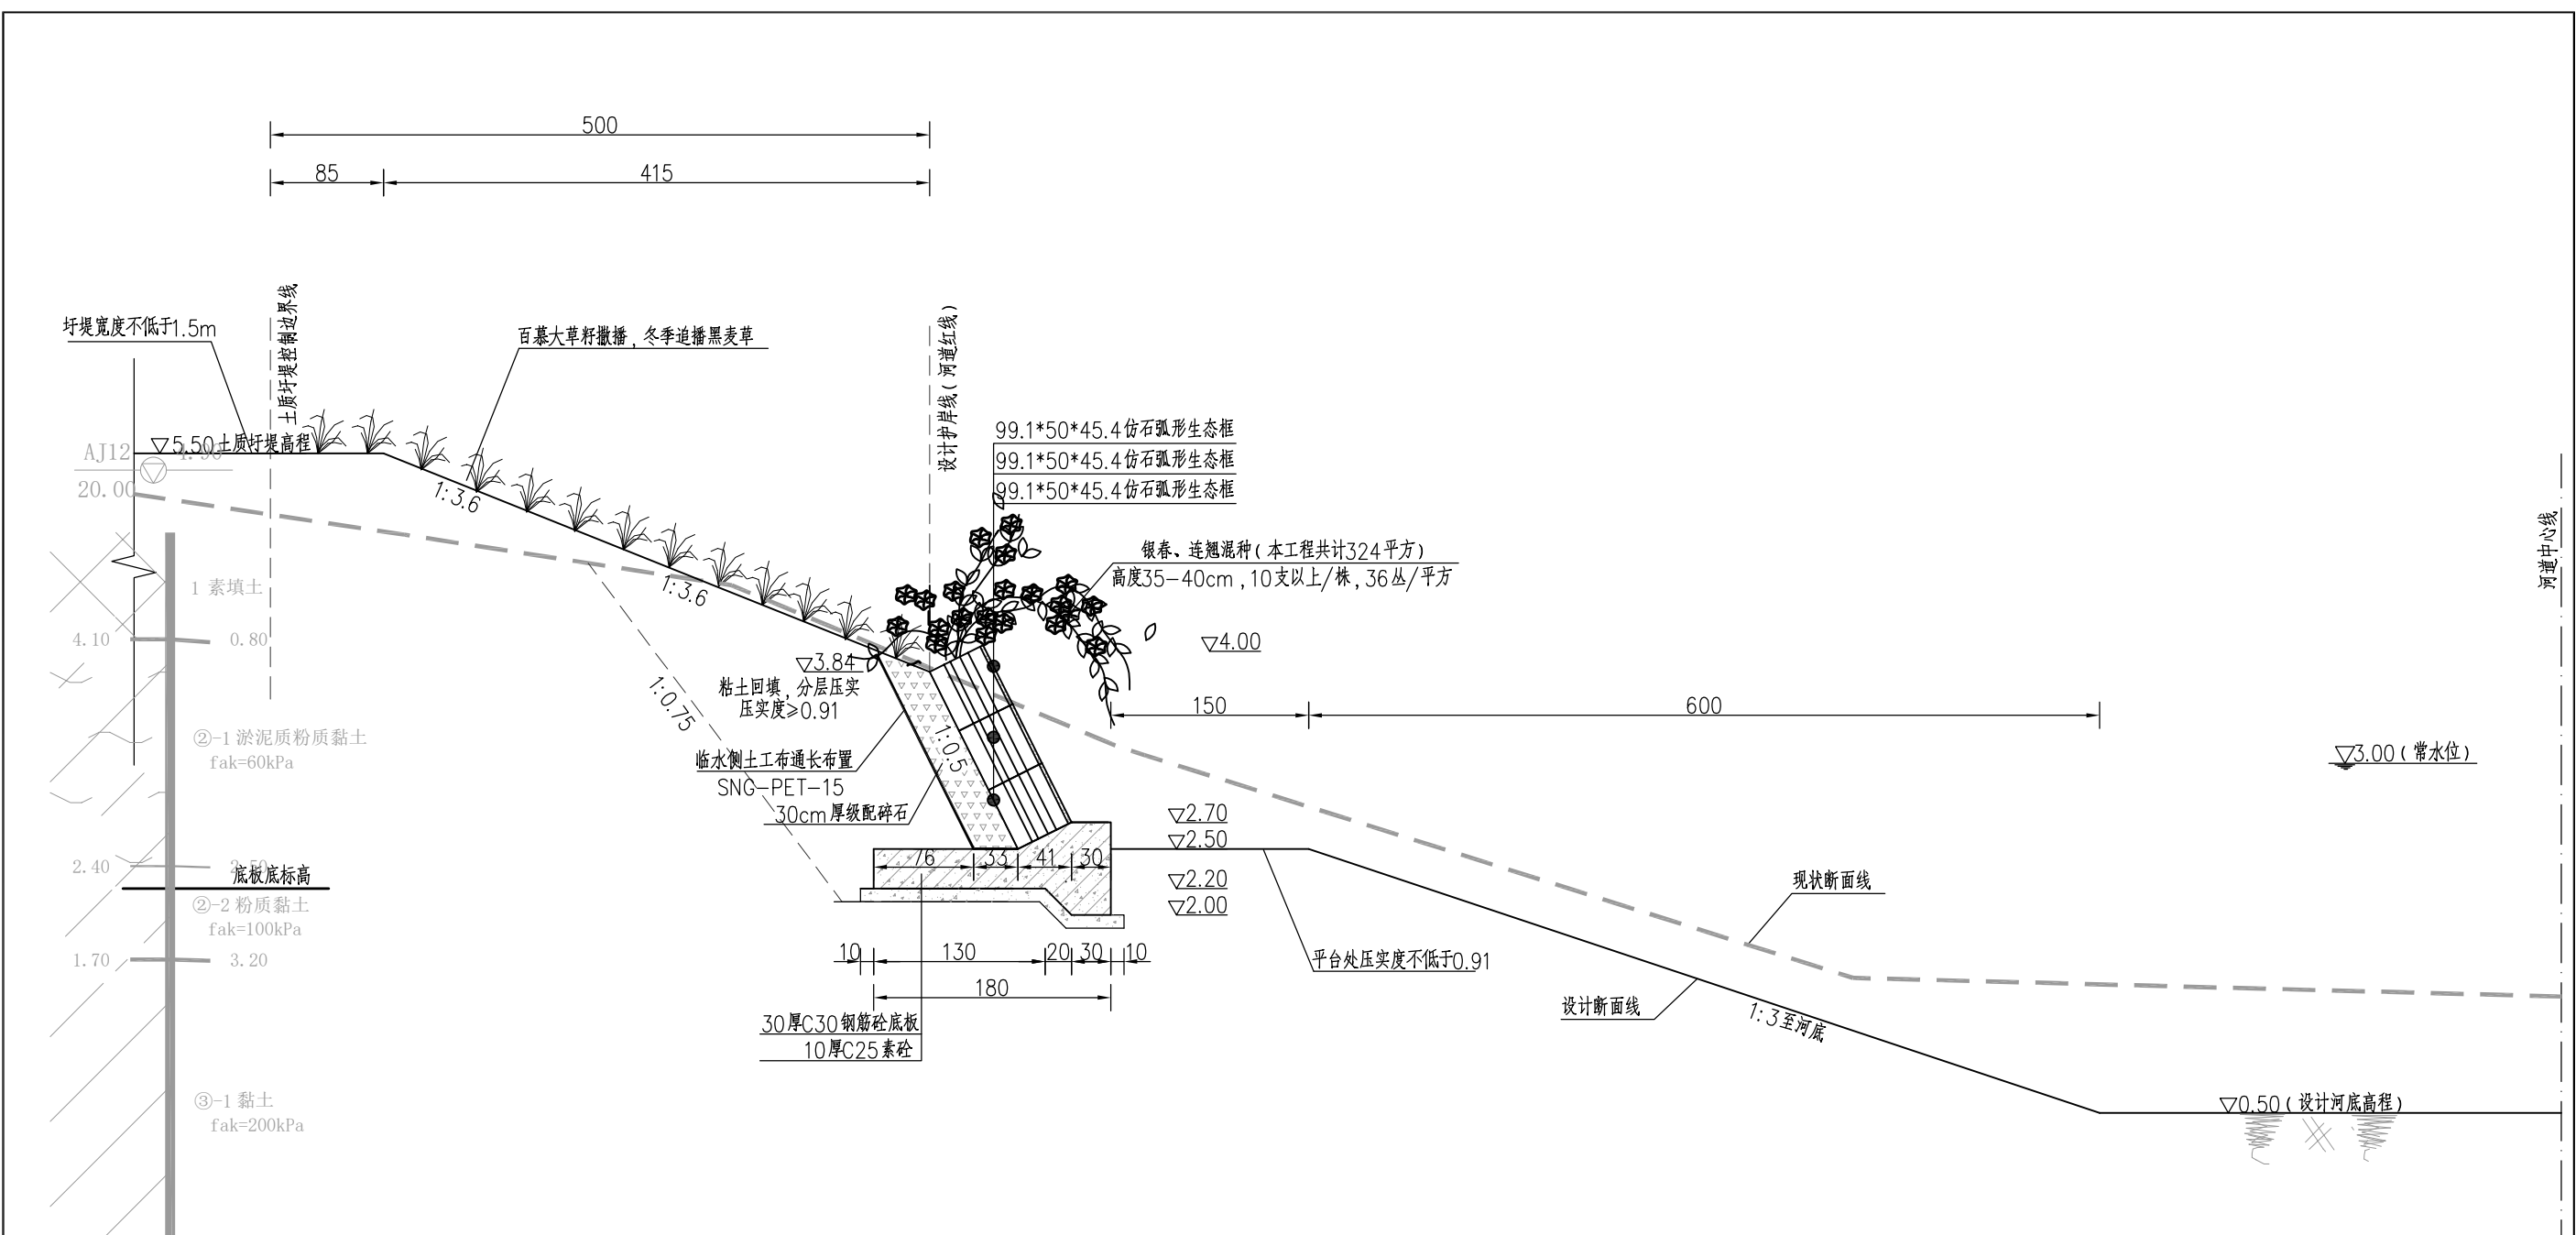 500
85
415
圩堤宽度不低于1.5m
土质圩堤控制边界线
百慕大草籽撒播，冬季追播黑麦草
设计护岸线(河道红线)
99.1*50*45.4仿石弧形生态框
99.1*50*45.4仿石弧形生态框
99.1*50*45.4仿石弧形生态框
AJ12
5.50土质圩堤高程
20.00
1:3.6
1:3.6
银春、连翘混种(本工程共计324平方)
高度35-40cm,10支以上/株,36丛/平方
河道中心线
1 素填土
4.10
0.80
3.84
4.00
粘土回填，分层压实
压实度≥0.91
1:0.75
1:0.5
150
600
②-1 淤泥质粉质黏土
fak=60kPa
临水侧土工布通长布置
SNG-PET-15
30cm厚级配碎石
3.00(常水位)
2.70
2.50
2.40
2.50
底板底标高
76
33
41
30
2.20
2.00
②-2 粉质黏土
fak=100kPa
1.70
3.20
现状断面线
10
130
20
30
10
180
平台处压实度不低于0.91
设计断面线
1:3至河底
30厚C30钢筋砼底板
10厚C25素砼
③-1 黏土
fak=200kPa
0.50(设计河底高程)